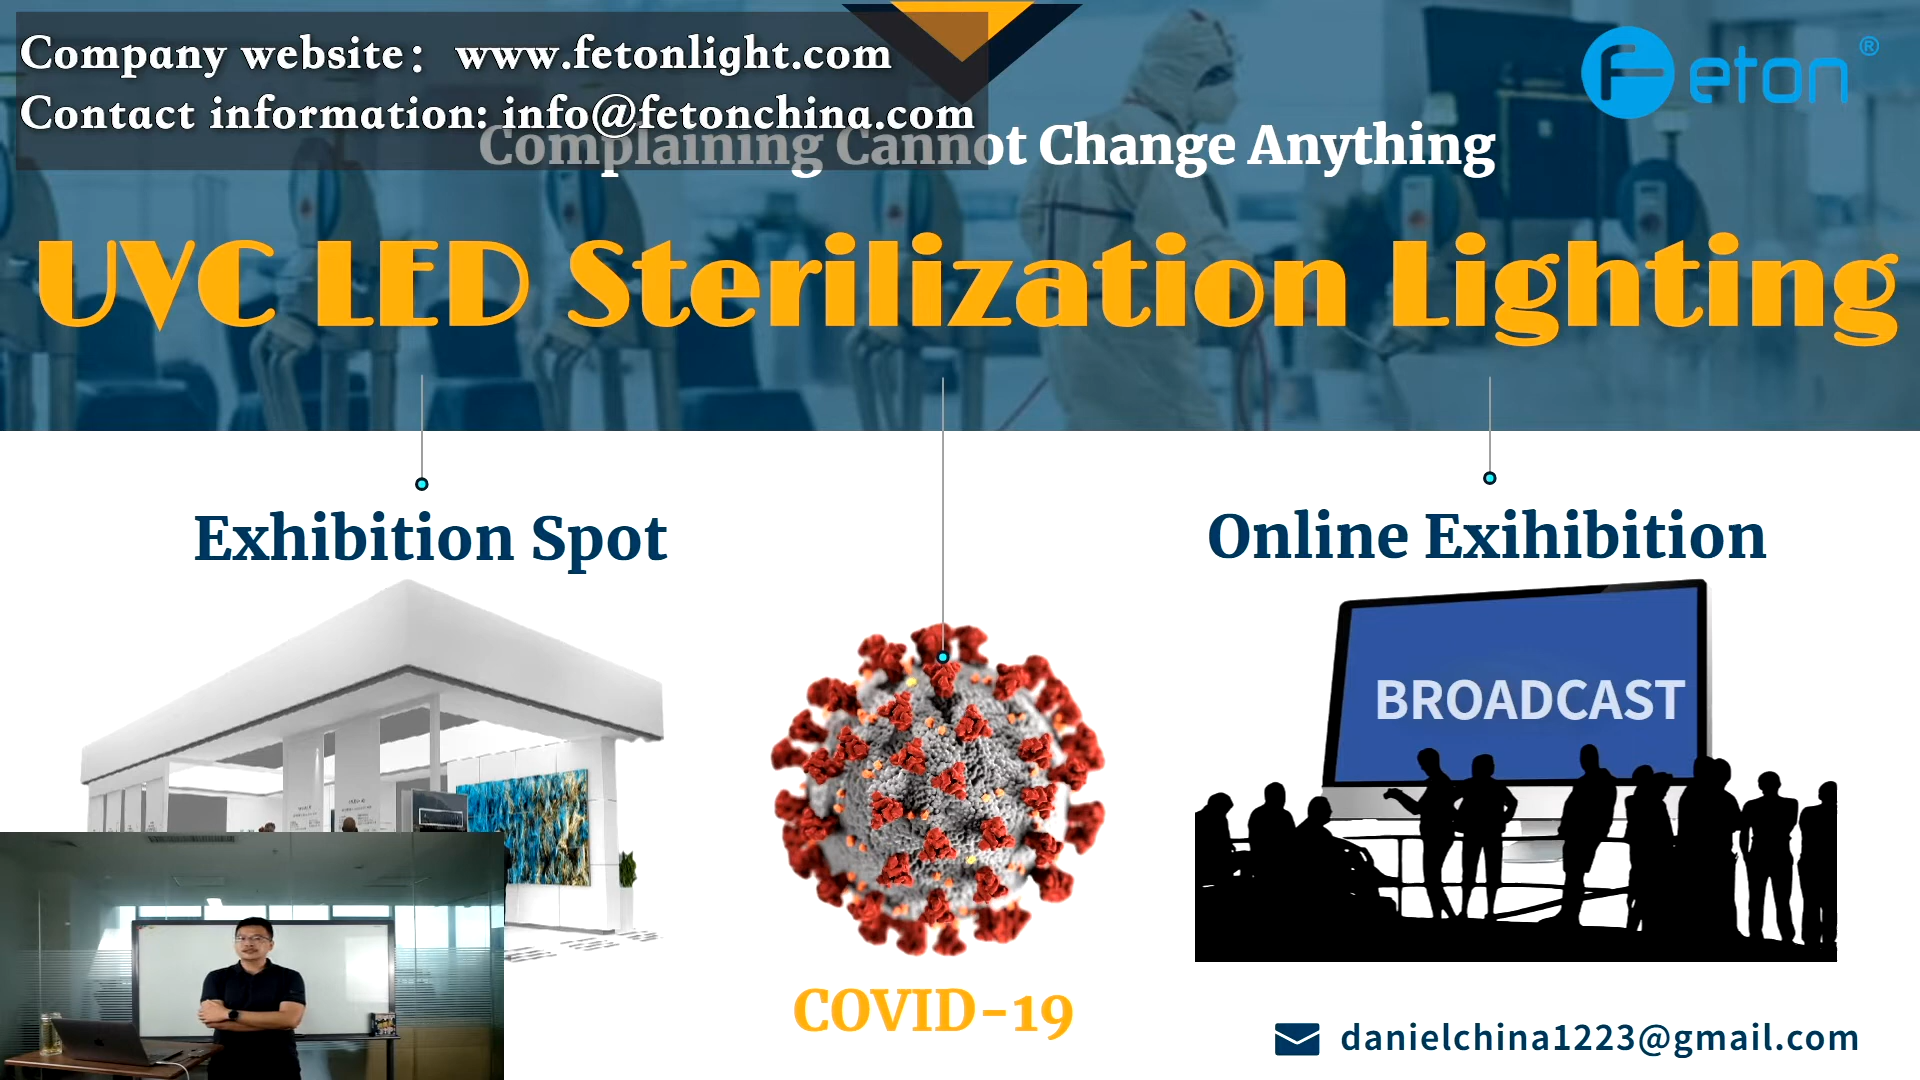 Company website： www.fetonlight.com
Contact information: info@fetonchina.com
Feton®
Complaining Cannot Change Anything
UVC LED Sterilization Lighting
Exhibition Spot
Online Exihibition
BROADCAST
COVID-19
danielchina1223@gmail.com